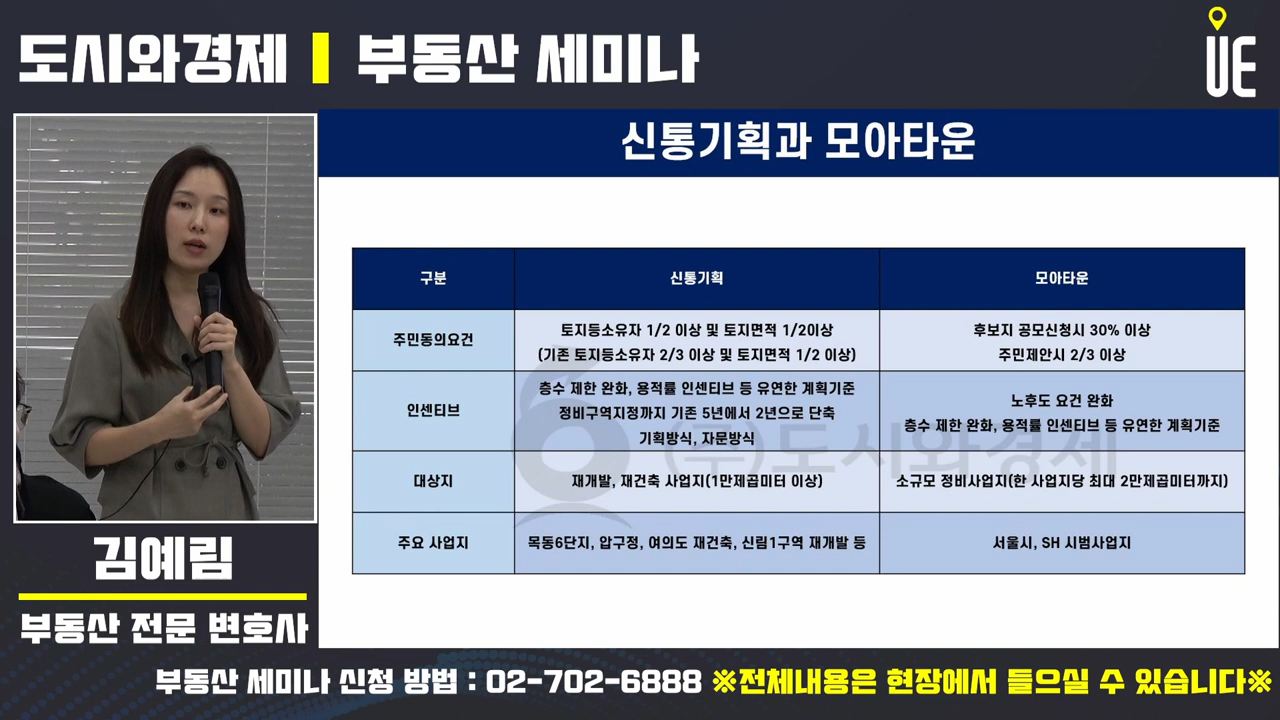 도시와경제 부동산 세미나
UE
신통기획과 모아타운
구분 신통기획 모아타운
주민동의요건
토지등소유자 1/2 이상 및 토지면적 1/2이상
(기존 토지등소유자 2/3 이상 및 토지면적 1/2 이상)
후보지 공모신청시 30% 이상
주민제안시 2/3 이상
인센티브
층수 제한 완화, 용적률 인센티브 등 유연한 계획기준
정비구역지정까지 기존 5년에서 2년으로 단축
기획방식, 자문방식
노후도 요건 완화
층수 제한 완화, 용적률 인센티브 등 유연한 계획기준
대상지 재개발, 재건축 사업지(1만제곱미터 이상) 소규모 정비사업지(한 사업지당 최대 2만제곱미터까지)
주요 사업지 목동6단지, 압구정, 여의도 재건축, 신림1구역 재개발 등 서울시, SH 시범사업지
(주)도시와경제
김예림
부동산 전문 변호사
부동산 세미나 신청 방법 : 02-702-6888 ※전체내용은 현장에서 들으실 수 있습니다※